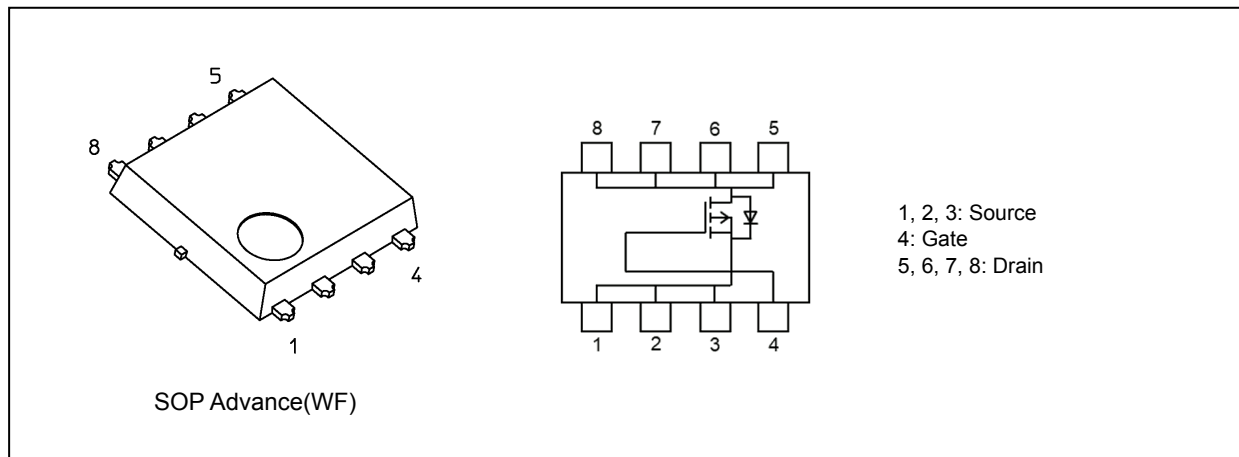 5
8
4
1
SOP Advance(WF)
8 7 6 5
1 2 3 4
1, 2, 3: Source
4: Gate
5, 6, 7, 8: Drain